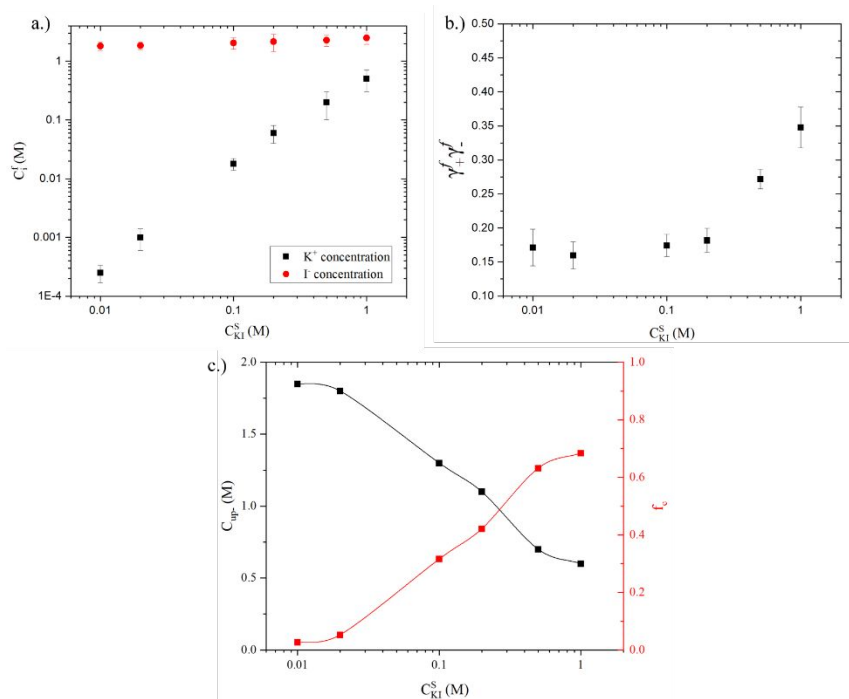 a.)
1
0.1
0.01
0.001
1E-4
C_i^f (M)
K⁺ concentration
I⁻ concentration
0.01
0.1
1
C_KI^S (M)
b.)
0.50
0.45
0.40
0.35
0.30
0.25
0.20
0.15
0.10
γ_+^f γ_-^f
0.01
0.1
1
C_KI^S (M)
c.)
2.0
1.5
1.0
0.5
0.0
C_up- (M)
1.0
0.8
0.6
0.4
0.2
0.0
f_c
0.01
0.1
1
C_KI^S (M)